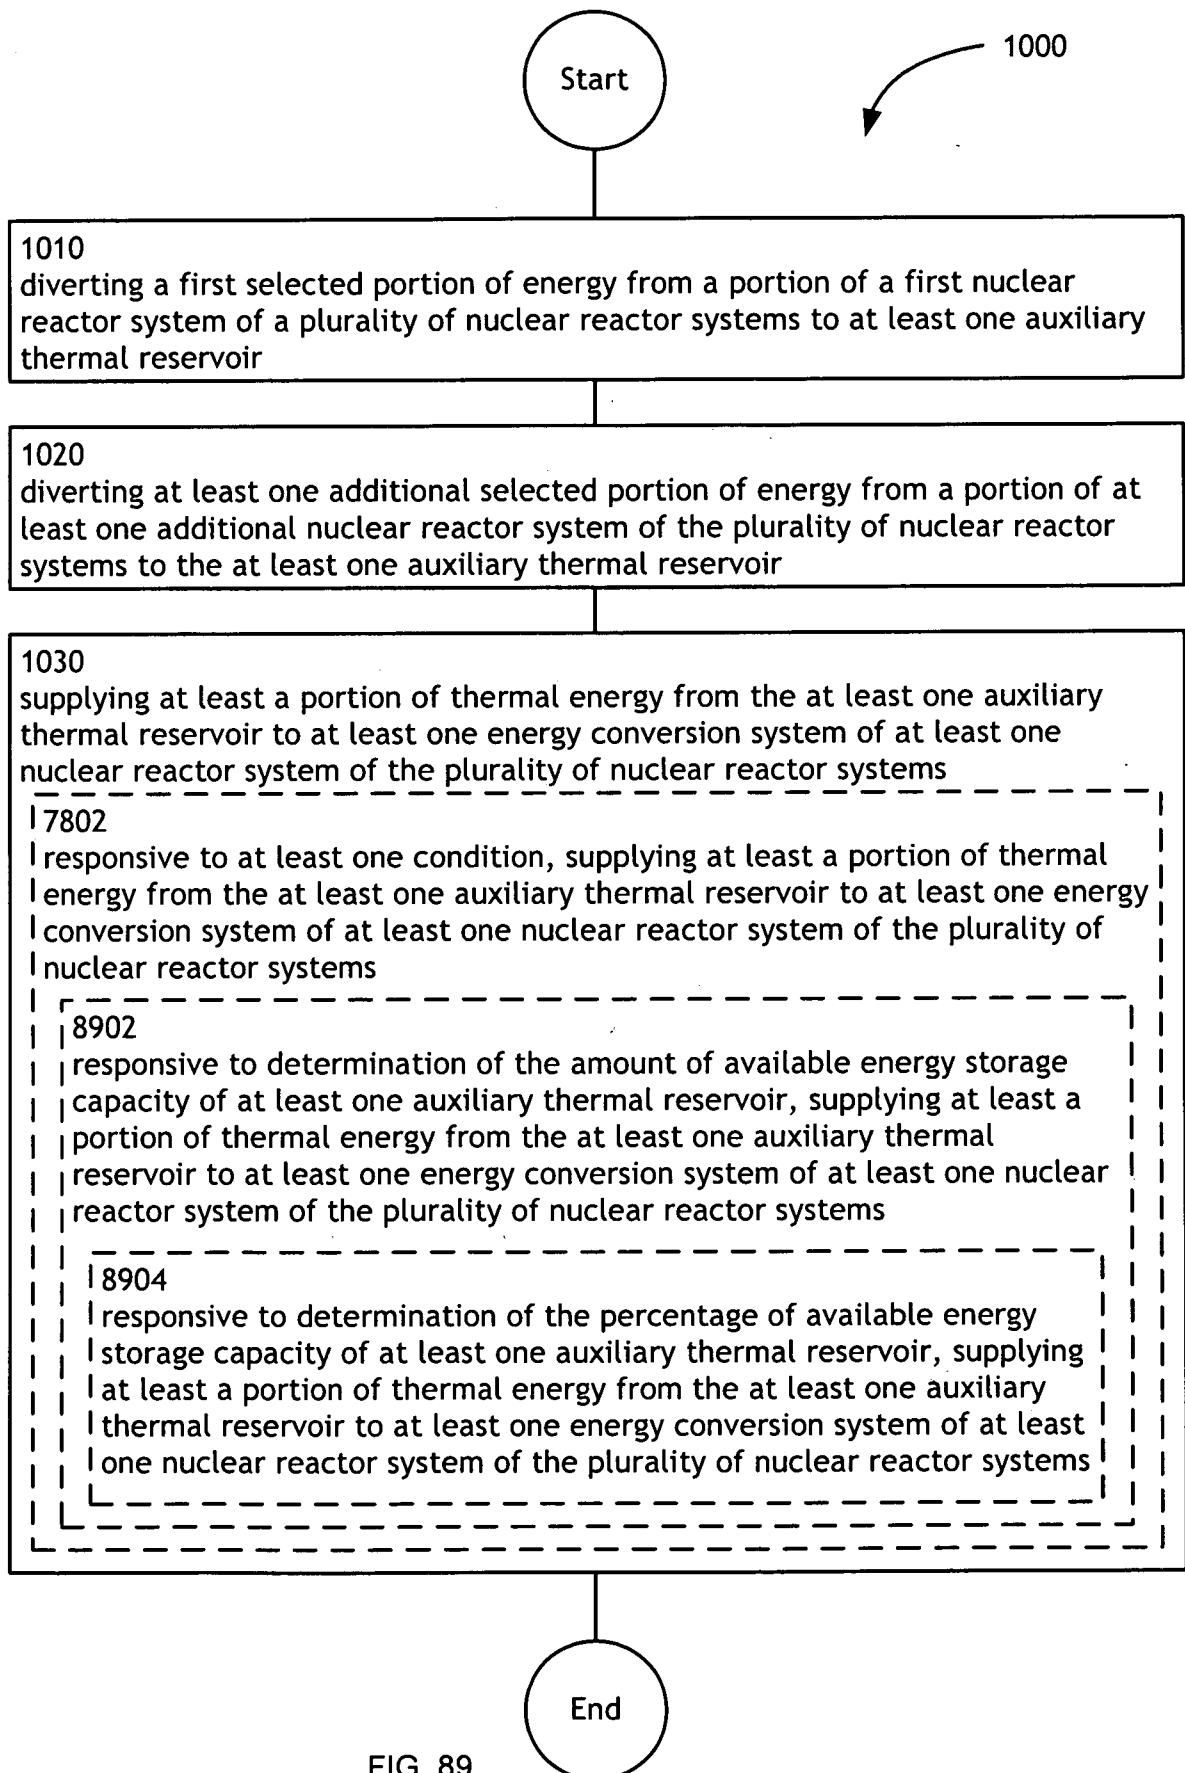 Start
1000
1010
diverting a first selected portion of energy from a portion of a first nuclear
reactor system of a plurality of nuclear reactor systems to at least one auxiliary
thermal reservoir
1020
diverting at least one additional selected portion of energy from a portion of at
least one additional nuclear reactor system of the plurality of nuclear reactor
systems to the at least one auxiliary thermal reservoir
1030
supplying at least a portion of thermal energy from the at least one auxiliary
thermal reservoir to at least one energy conversion system of at least one
nuclear reactor system of the plurality of nuclear reactor systems
7802
responsive to at least one condition, supplying at least a portion of thermal
energy from the at least one auxiliary thermal reservoir to at least one energy
conversion system of at least one nuclear reactor system of the plurality of
nuclear reactor systems
8902
responsive to determination of the amount of available energy storage
capacity of at least one auxiliary thermal reservoir, supplying at least a
portion of thermal energy from the at least one auxiliary thermal
reservoir to at least one energy conversion system of at least one nuclear
reactor system of the plurality of nuclear reactor systems
8904
responsive to determination of the percentage of available energy
storage capacity of at least one auxiliary thermal reservoir, supplying
at least a portion of thermal energy from the at least one auxiliary
thermal reservoir to at least one energy conversion system of at least
one nuclear reactor system of the plurality of nuclear reactor systems
End
FIG. 89